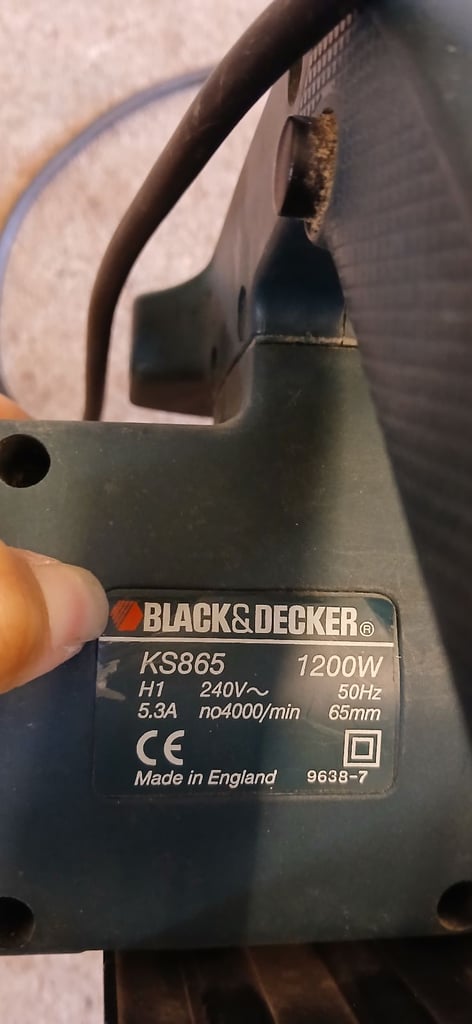 BLACK&DECKER®
KS865 1200W
H1 240V~ 50Hz
5.3A no4000/min 65mm
CE
Made in England 9638-7